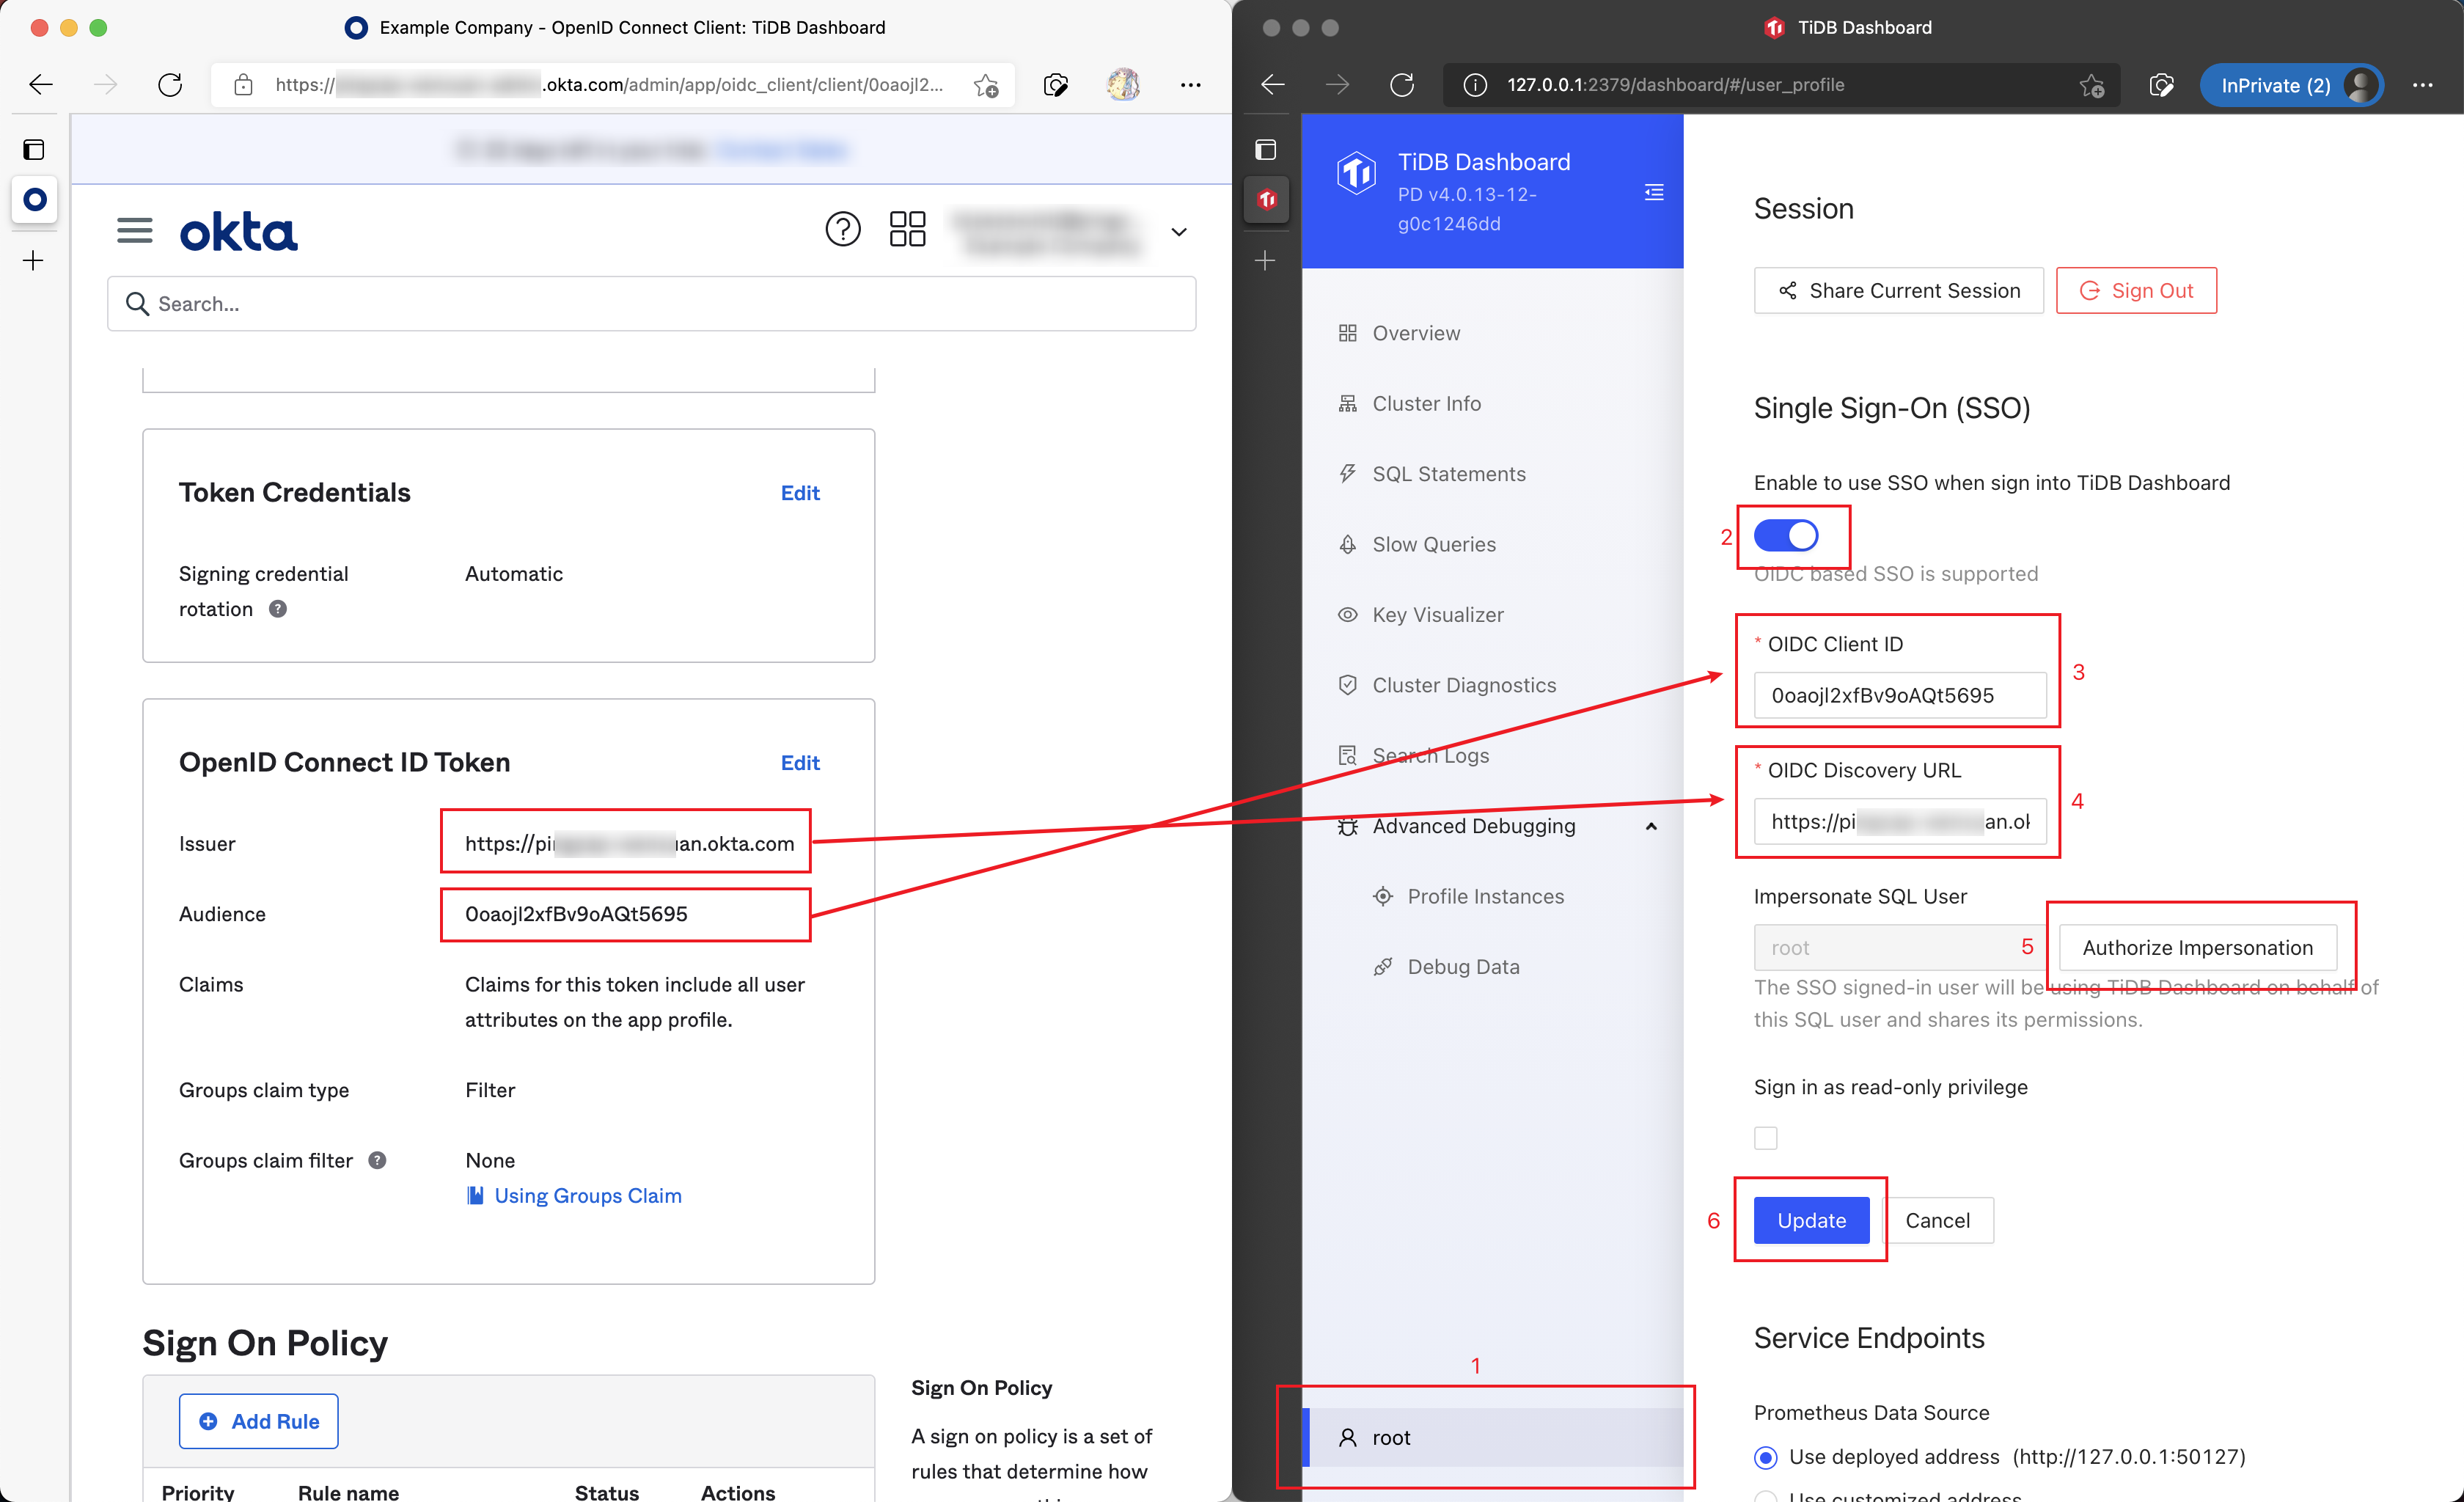 Example Company - OpenID Connect Client: TiDB Dashboard
https:// .okta.com/admin/app/oidc_client/client/0oaojl2...
okta
Search...
Token Credentials
Edit
Signing credential rotation
Automatic
OpenID Connect ID Token
Edit
Issuer
https://pi uan.okta.com
Audience
0oaojl2xfBv9oAQt5695
Claims
Claims for this token include all user
attributes on the app profile.
Groups claim type
Filter
Groups claim filter
None
Using Groups Claim
Sign On Policy
Add Rule
Priority
Rule name
Status
Actions
Sign On Policy
A sign on policy is a set of
rules that determine how
TiDB Dashboard
127.0.0.1:2379/dashboard/#/user_profile
InPrivate (2)
TiDB Dashboard
PD v4.0.13-12-
g0c1246dd
Overview
Cluster Info
SQL Statements
Slow Queries
Key Visualizer
Cluster Diagnostics
Search Logs
Advanced Debugging
Profile Instances
Debug Data
1
root
Session
Share Current Session
Sign Out
Single Sign-On (SSO)
Enable to use SSO when sign into TiDB Dashboard
2
OIDC based SSO is supported
* OIDC Client ID
0oaojl2xfBv9oAQt5695
3
* OIDC Discovery URL
https://pi an.ok
4
Impersonate SQL User
root
5
Authorize Impersonation
The SSO signed-in user will be using TiDB Dashboard on behalf of
this SQL user and shares its permissions.
Sign in as read-only privilege
6
Update
Cancel
Service Endpoints
Prometheus Data Source
Use deployed address (http://127.0.0.1:50127)
Use customized address